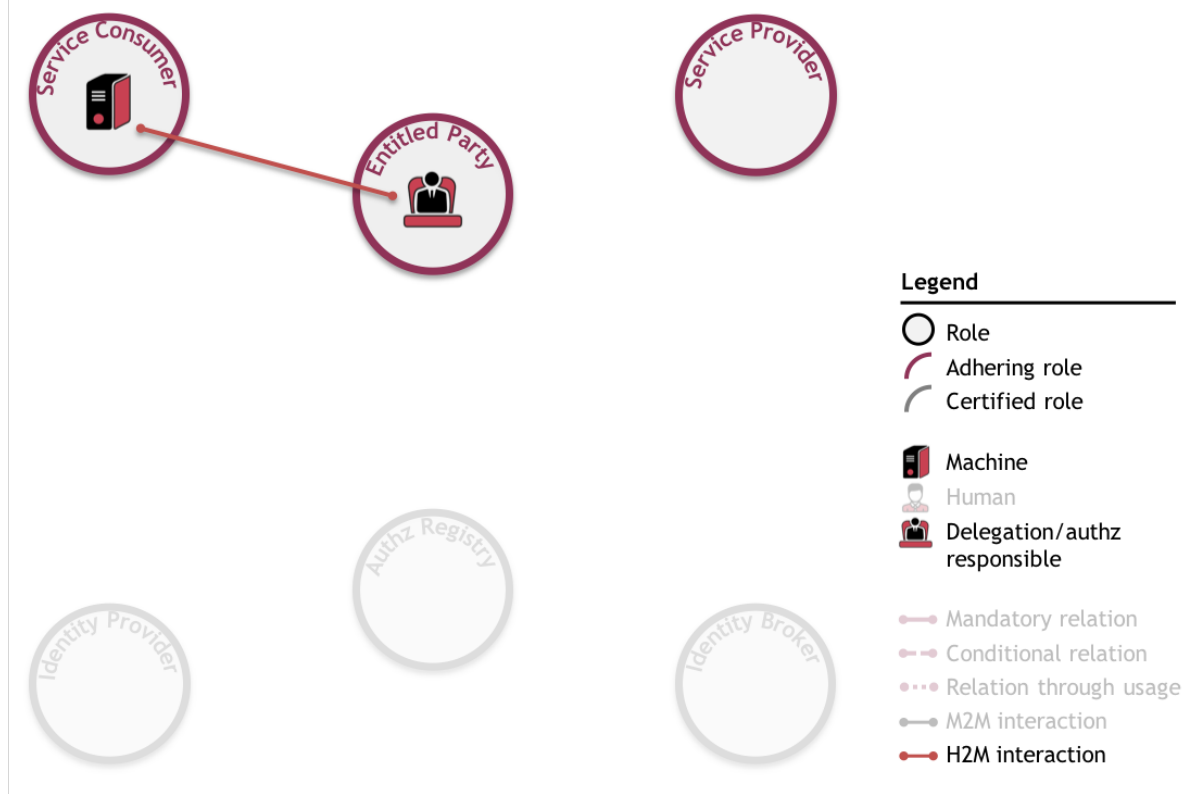 Service Consumer
Service Provider
Entitled Party
Legend
Role
Adhering role
Certified role
Machine
Human
Delegation/authz
responsible
Authz Registry
Identity Provider
Identity Broker
Mandatory relation
Conditional relation
Relation through usage
M2M interaction
H2M interaction